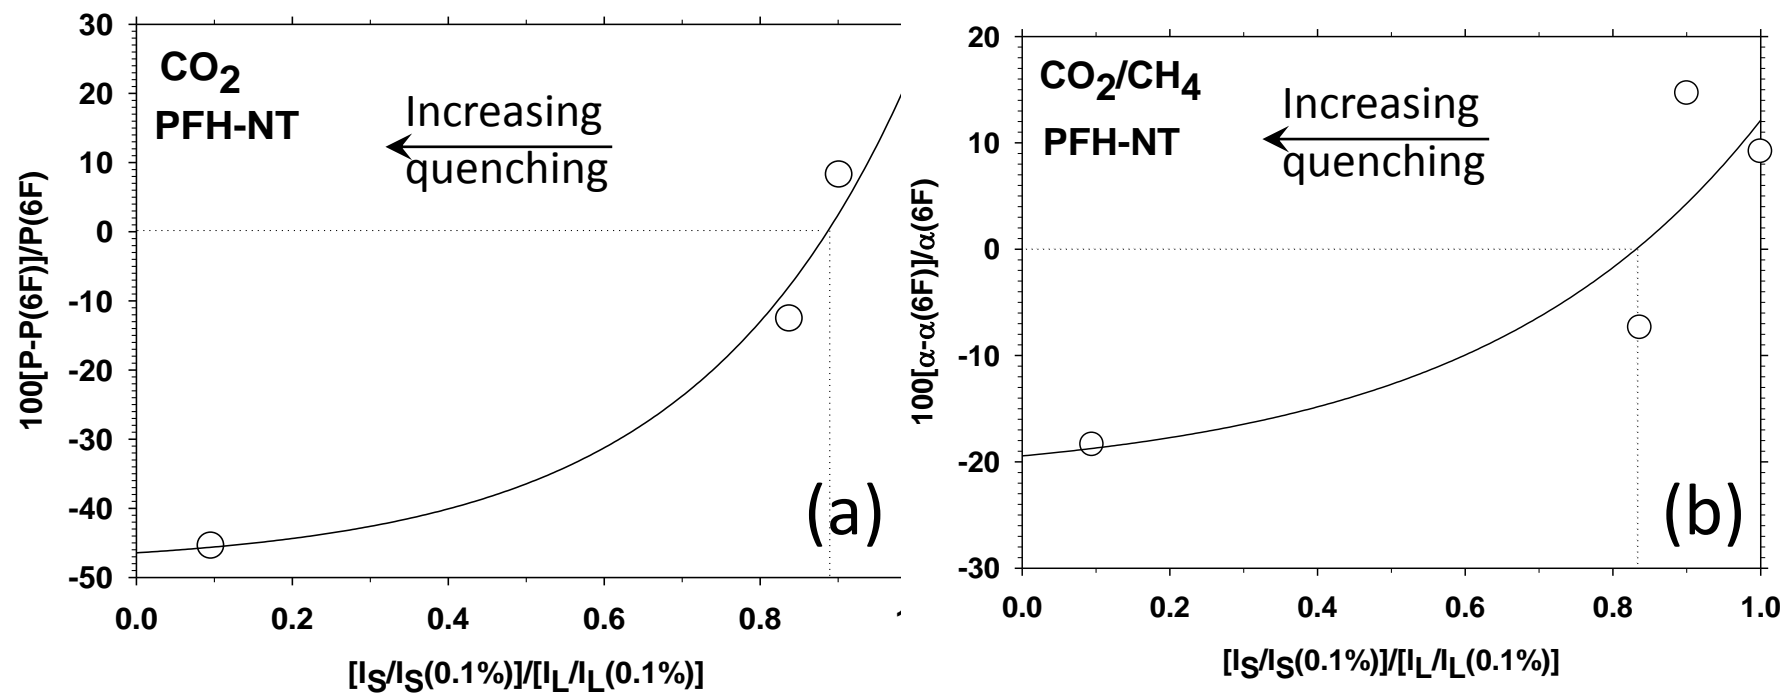 30
20
10
0
-10
-20
-30
-40
-50
CO2
PFH-NT
Increasing
quenching
(a)
0.0 0.2 0.4 0.6 0.8
100[P-P(6F)]/P(6F)
[IS/IS(0.1%)]/[IL/IL(0.1%)]
20
10
0
-10
-20
-30
CO2/CH4
PFH-NT
Increasing
quenching
(b)
0.0 0.2 0.4 0.6 0.8 1.0
100[α-α(6F)]/α(6F)
[IS/IS(0.1%)]/[IL/IL(0.1%)]